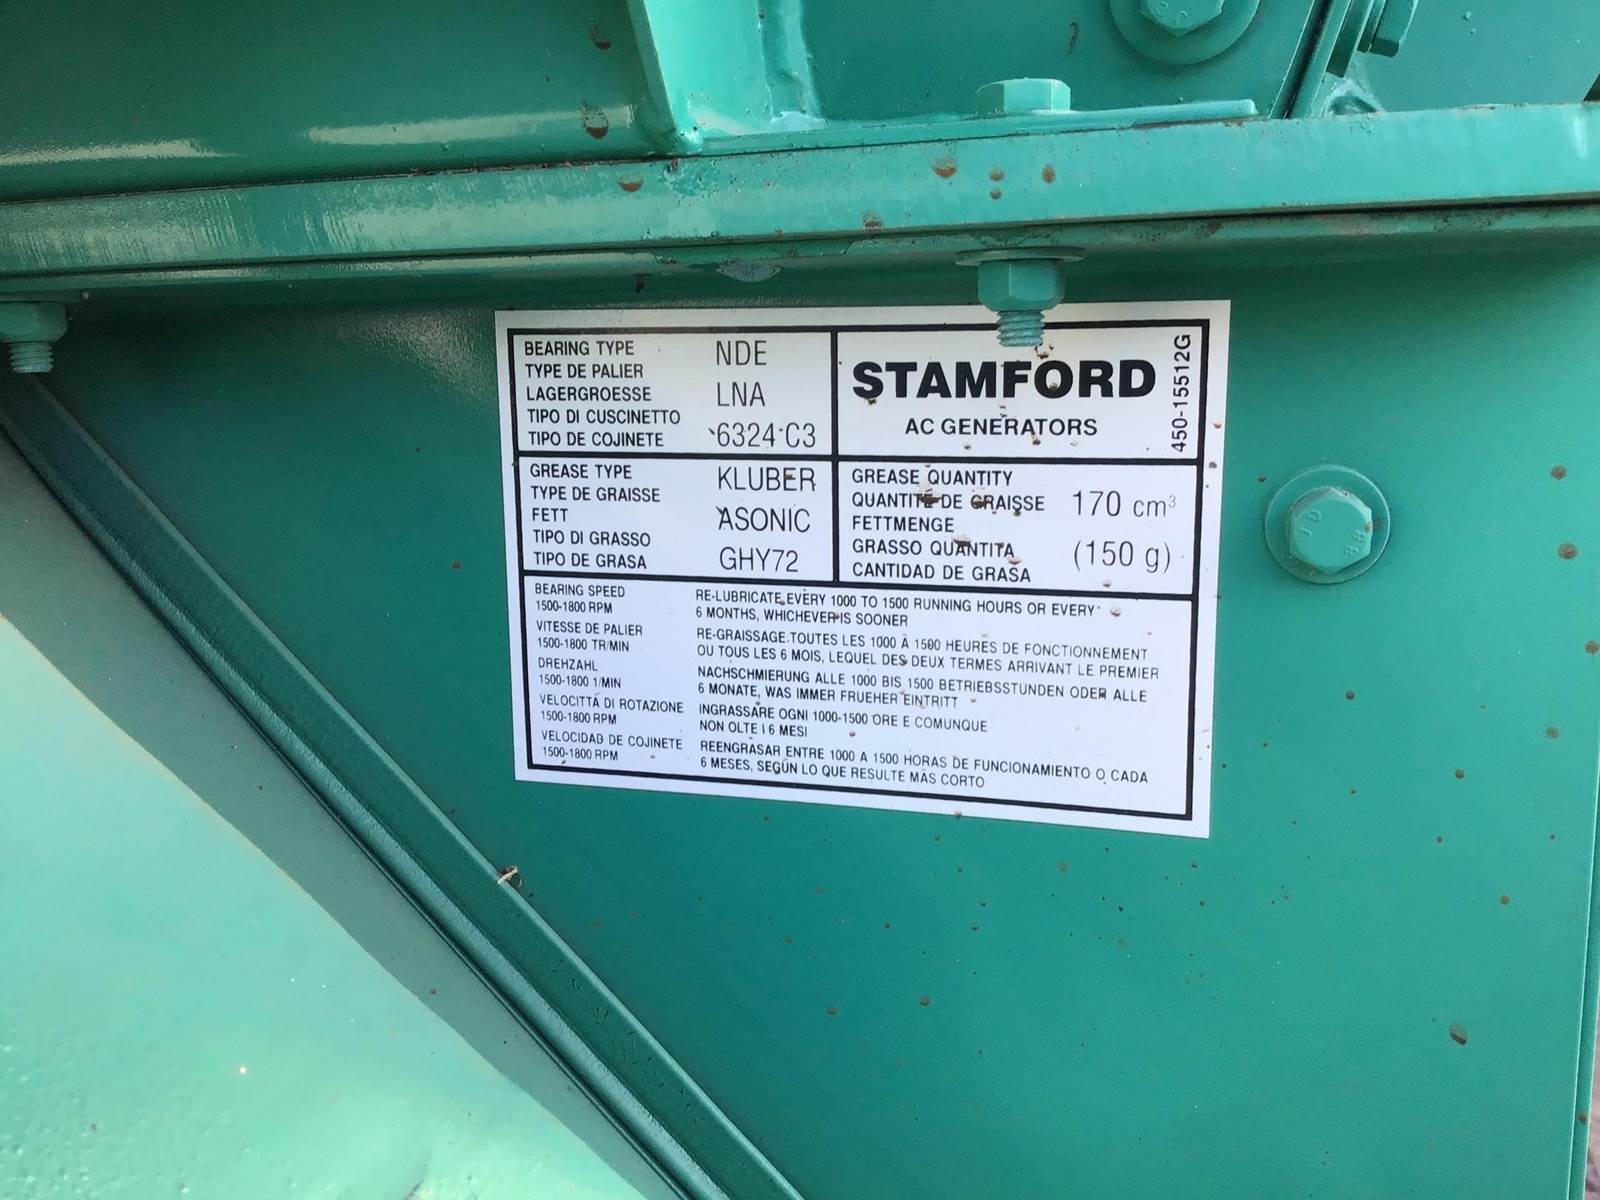 BEARING TYPE
TYPE DE PALIER
LAGERGROESSE
TIPO DI CUSCINETTO
TIPO DE COJINETE
NDE
LNA
6324 C3
STAMFORD
AC GENERATORS
450-15512G
GREASE TYPE
TYPE DE GRAISSE
FETT
TIPO DI GRASSO
TIPO DE GRASA
KLUBER
ASONIC
GHY72
GREASE QUANTITY
QUANTITE DE GRAISSE
FETTMENGE
GRASSO QUANTITA
CANTIDAD DE GRASA
170 cm³
(150 g)
BEARING SPEED
1500-1800 RPM
RE-LUBRICATE EVERY 1000 TO 1500 RUNNING HOURS OR EVERY
6 MONTHS, WHICHEVER IS SOONER
VITESSE DE PALIER
1500-1800 TR/MIN
RE-GRAISSAGE TOUTES LES 1000 À 1500 HEURES DE FONCTIONNEMENT
OU TOUS LES 6 MOIS, LEQUEL DES DEUX TERMES ARRIVANT LE PREMIER
DREHZAHL
1500-1800 1/MIN
NACHSCHMIERUNG ALLE 1000 BIS 1500 BETRIEBSSTUNDEN ODER ALLE
6 MONATE, WAS IMMER FRUEHER EINTRITT
VELOCITTÀ DI ROTAZIONE
1500-1800 RPM
INGRASSARE OGNI 1000-1500 ORE E COMUNQUE
NON OLTE I 6 MESI
VELOCIDAD DE COJINETE
1500-1800 RPM
REENGRASAR ENTRE 1000 A 1500 HORAS DE FUNCIONAMIENTO O CADA
6 MESES, SEGÚN LO QUE RESULTE MÁS CORTO
8.8